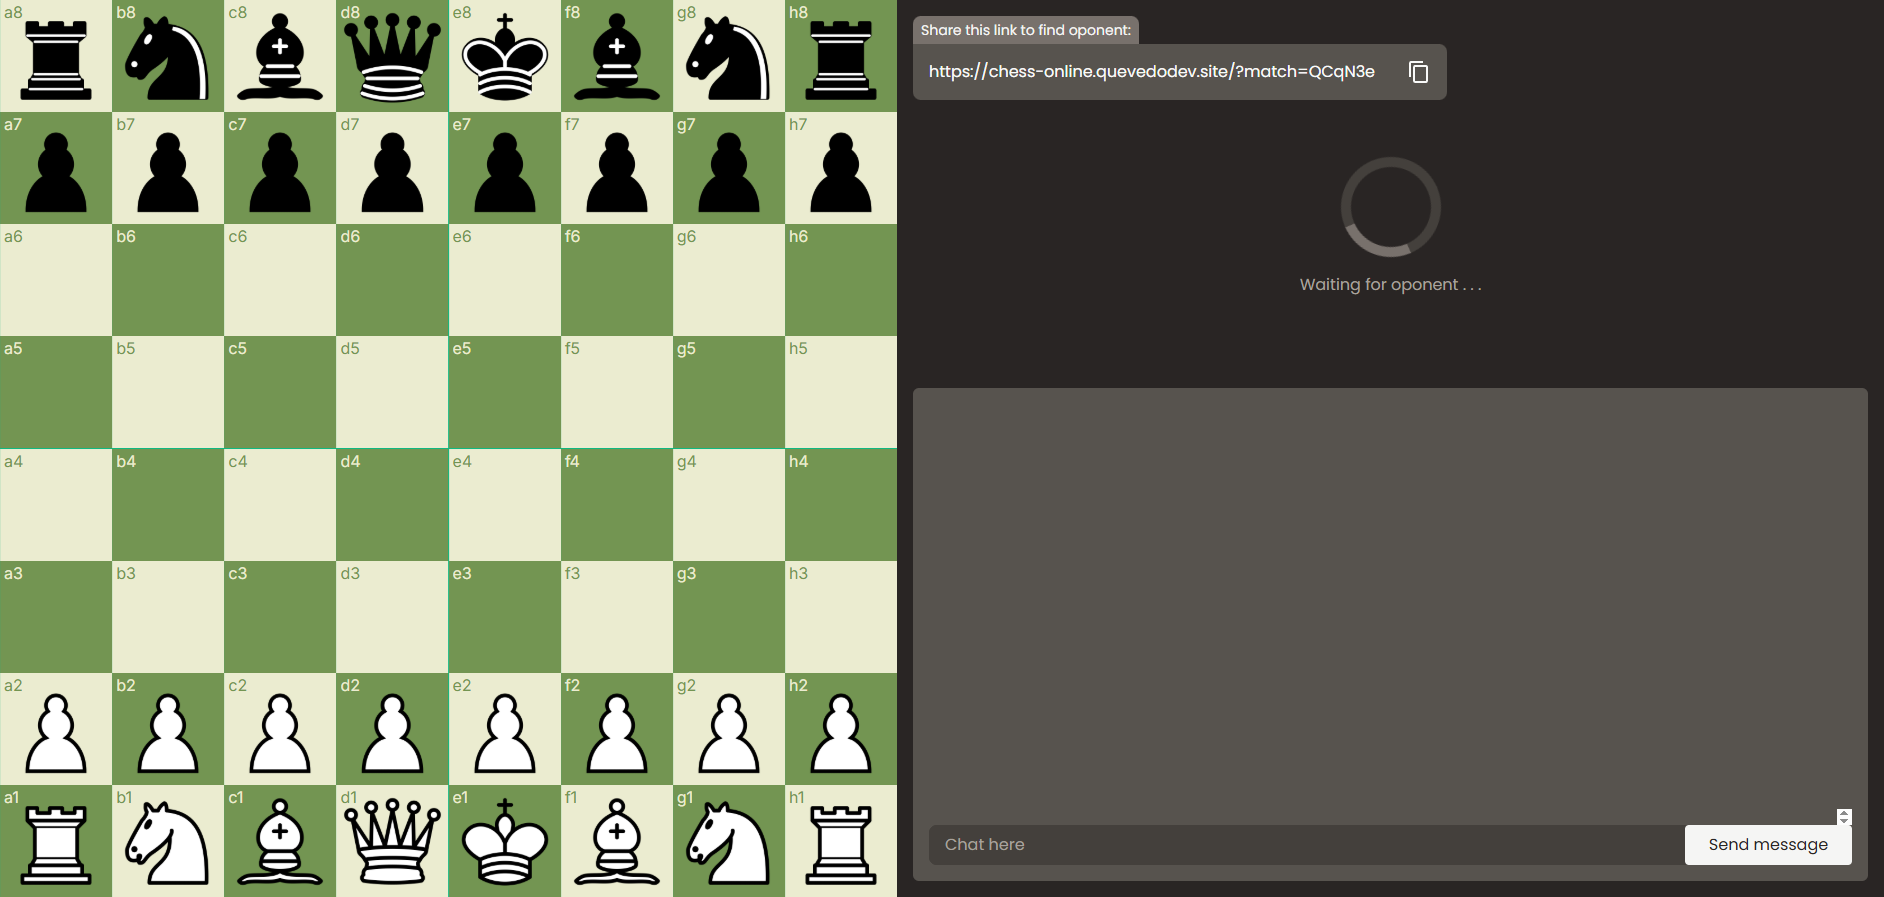 a8 b8 c8 d8 e8 f8 g8 h8
a7 b7 c7 d7 e7 f7 g7 h7
a6 b6 c6 d6 e6 f6 g6 h6
a5 b5 c5 d5 e5 f5 g5 h5
a4 b4 c4 d4 e4 f4 g4 h4
a3 b3 c3 d3 e3 f3 g3 h3
a2 b2 c2 d2 e2 f2 g2 h2
a1 b1 c1 d1 e1 f1 g1 h1
Share this link to find oponent:
https://chess-online.quevedodev.site/?match=QCqN3e
Waiting for oponent . . .
Chat here
Send message